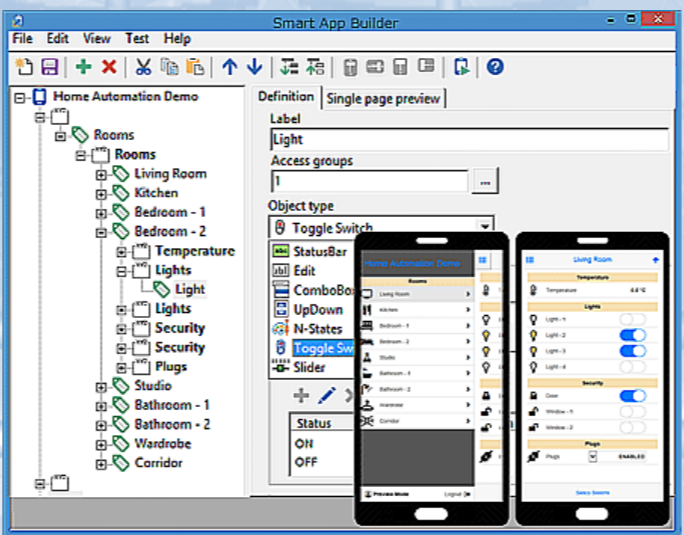 Smart App Builder
File Edit View Test Help
Home Automation Demo
Rooms
Rooms
Living Room
Kitchen
Bedroom - 1
Bedroom - 2
Temperature
Lights
Light
Lights
Security
Security
Plugs
Studio
Bathroom - 1
Bathroom - 2
Wardrobe
Corridor
Definition Single page preview
Label
Light
Access groups
1
...
Object type
Toggle Switch
StatusBar
Edit
ComboBo
UpDown
N-States
Toggle Sw
Slider
Status
ON
OFF
Home Automation Demo
Rooms
Living Room
Kitchen
Bedroom - 1
Bedroom - 2
Studio
Bathroom - 1
Bathroom - 2
Wardrobe
Corridor
Preview Mode Logout
Living Room
Temperature
Temperature 0.0 °C
Lights
Light - 1
Light - 2
Light - 3
Light - 4
Security
Door
Window - 1
Window - 2
Plugs
Plugs ENABLED